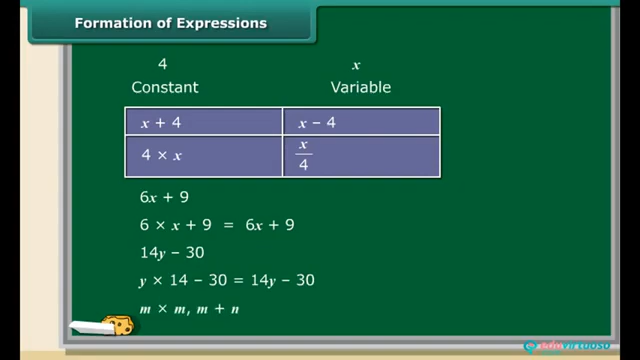 Formation of Expressions
4 x
Constant Variable
x + 4 x − 4
4 × x x/4
6x + 9
6 × x + 9 = 6x + 9
14y − 30
y × 14 − 30 = 14y − 30
m × m, m + n
eduvirtuoso